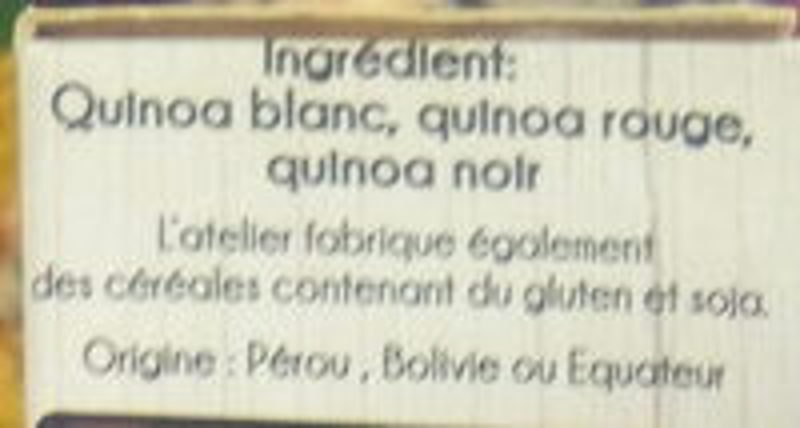 Ingrédient:
Quinoa blanc, quinoa rouge,
quinoa noir
L'atelier fabrique également
des céréales contenant du gluten et soja.
Origine : Pérou , Bolivie ou Equateur